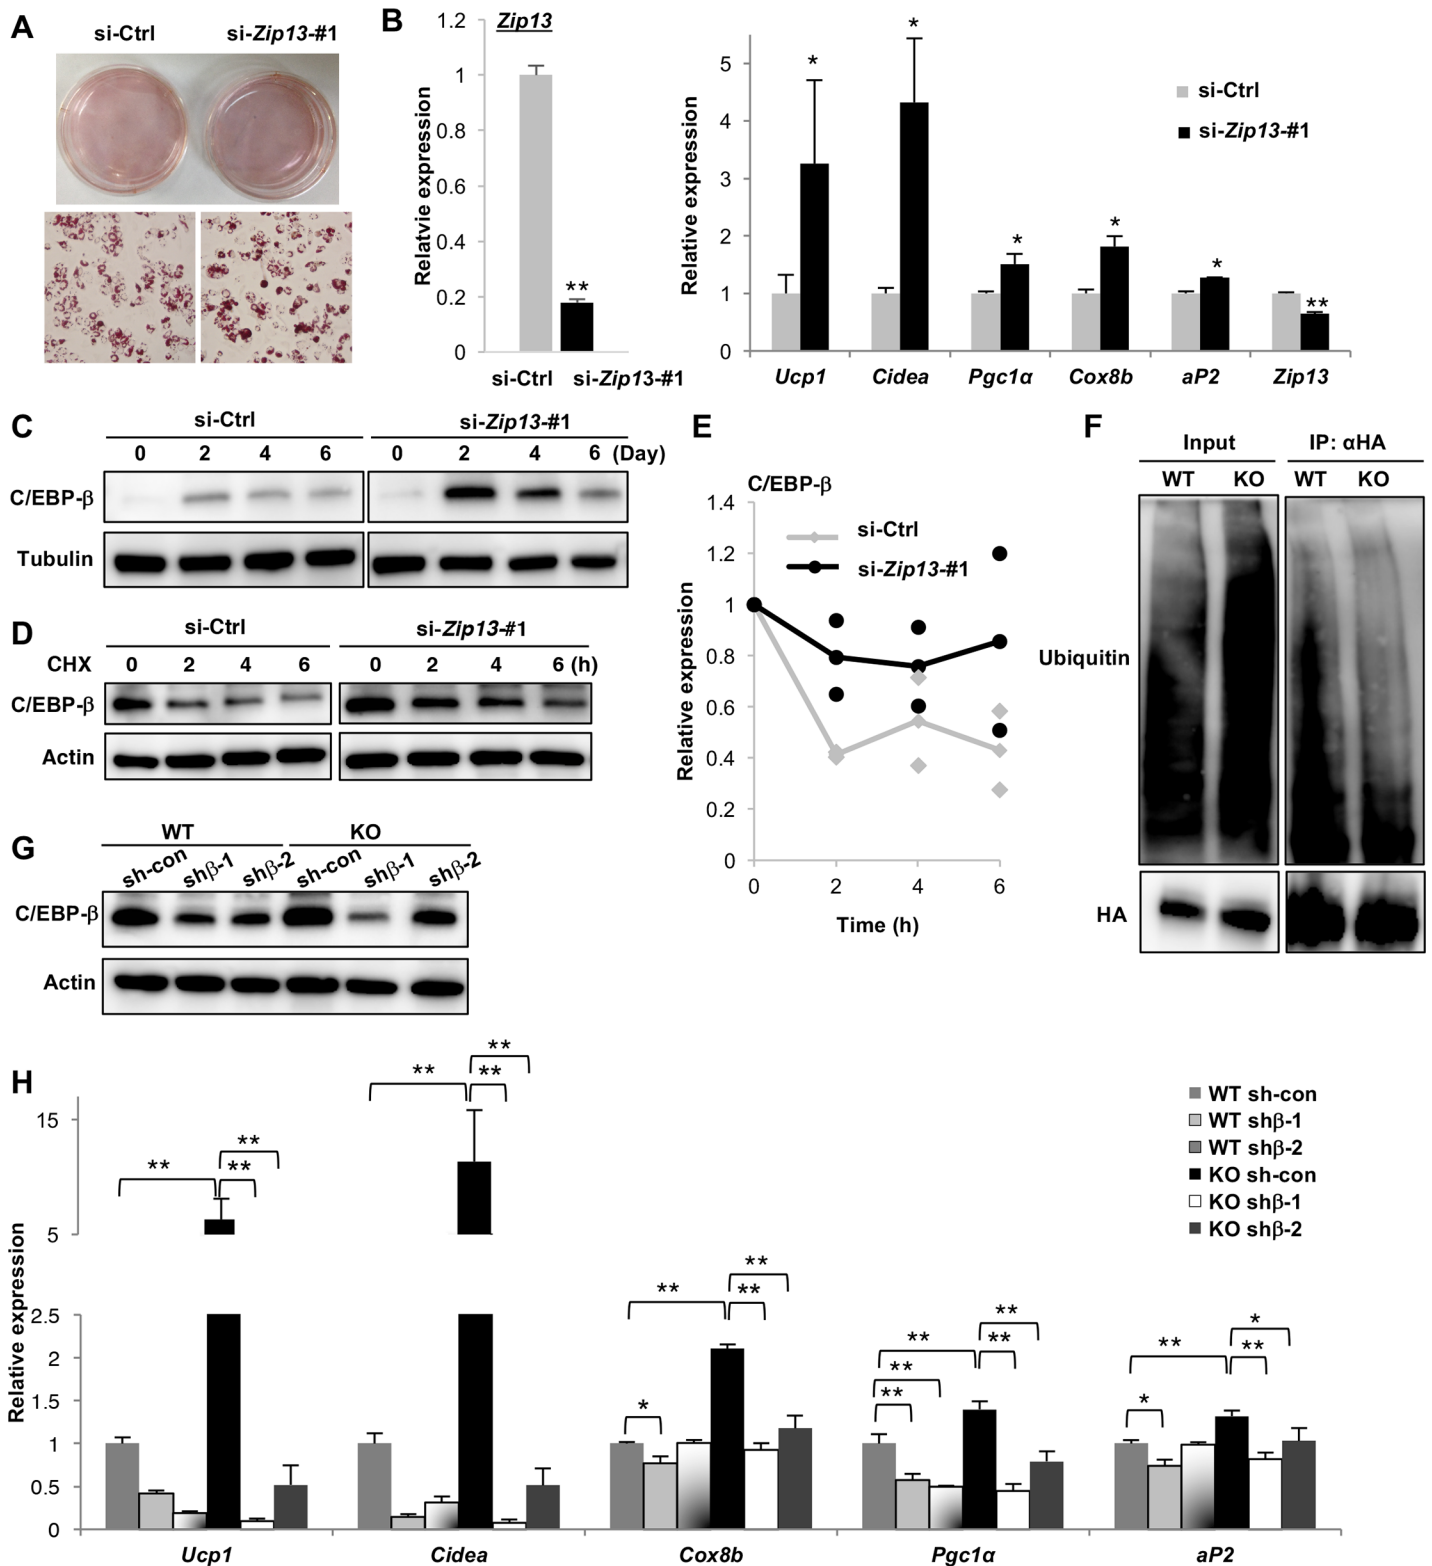 A
si-Ctrl si-Zip13-#1
B
Zip13
Relatvie expression
1.2
1
0.8
0.6
0.4
0.2
0
**
si-Ctrl si-Zip13-#1
Relative expression
5
4
3
2
1
0
* * * * * **
si-Ctrl
si-Zip13-#1
Ucp1 Cidea Pgc1α Cox8b aP2 Zip13
C
si-Ctrl si-Zip13-#1
0 2 4 6 0 2 4 6 (Day)
C/EBP-β
Tubulin
D
si-Ctrl si-Zip13-#1
CHX 0 2 4 6 0 2 4 6 (h)
C/EBP-β
Actin
E
C/EBP-β
Relative expression
1.4
1.2
1
0.8
0.6
0.4
0.2
0
si-Ctrl
si-Zip13-#1
0 2 4 6
Time (h)
F
Input IP: αHA
WT KO WT KO
Ubiquitin
HA
G
WT KO
sh-con shβ-1 shβ-2 sh-con shβ-1 shβ-2
C/EBP-β
Actin
H
Relative expression
15
5
2.5
2
1.5
1
0.5
0
** ** **
** ** **
* ** ** **
** ** ** ** **
* ** ** *
WT sh-con
WT shβ-1
WT shβ-2
KO sh-con
KO shβ-1
KO shβ-2
Ucp1 Cidea Cox8b Pgc1α aP2